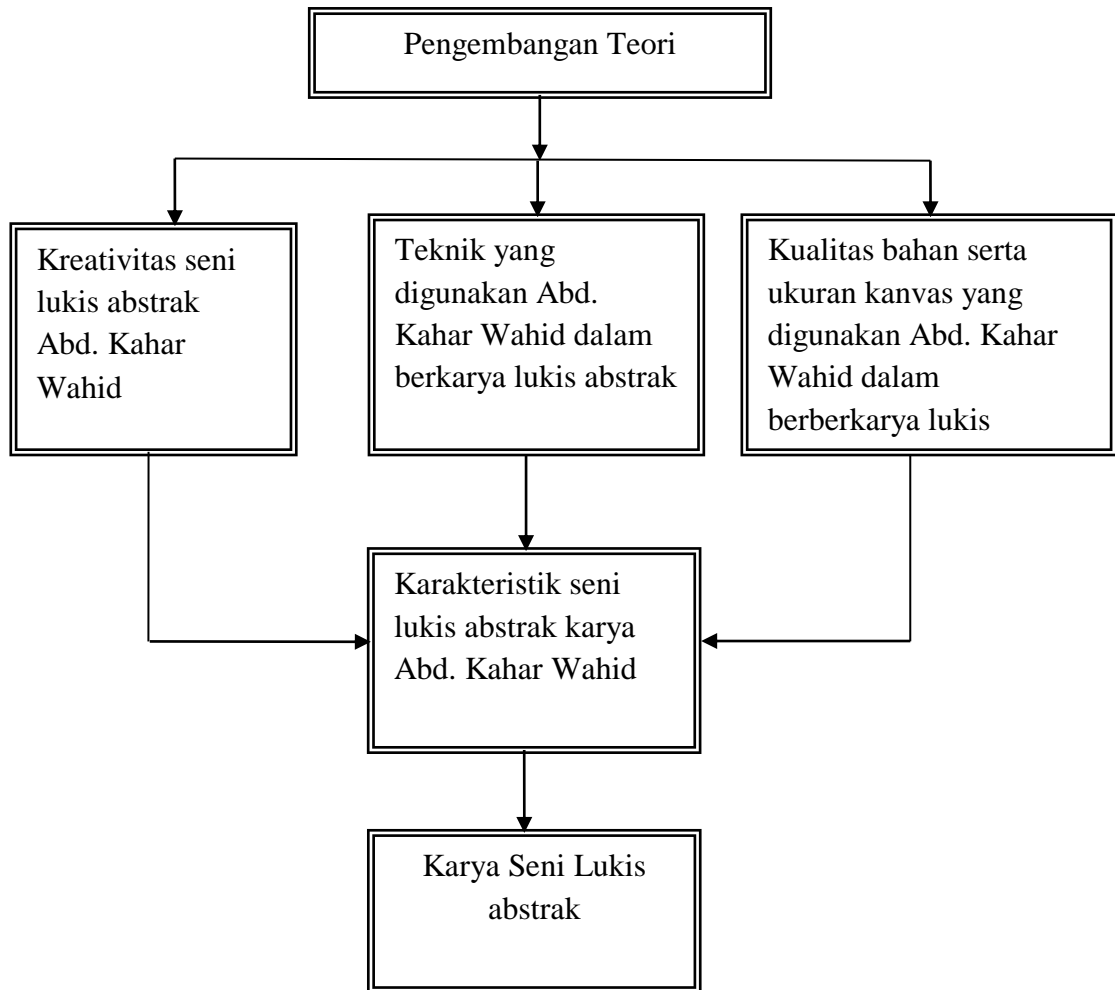 Pengembangan Teori
Kreativitas seni
lukis abstrak
Abd. Kahar
Wahid
Teknik yang
digunakan Abd.
Kahar Wahid dalam
berkarya lukis abstrak
Kualitas bahan serta
ukuran kanvas yang
digunakan Abd. Kahar
Wahid dalam
berberkarya lukis
Karakteristik seni
lukis abstrak karya
Abd. Kahar Wahid
Karya Seni Lukis
abstrak